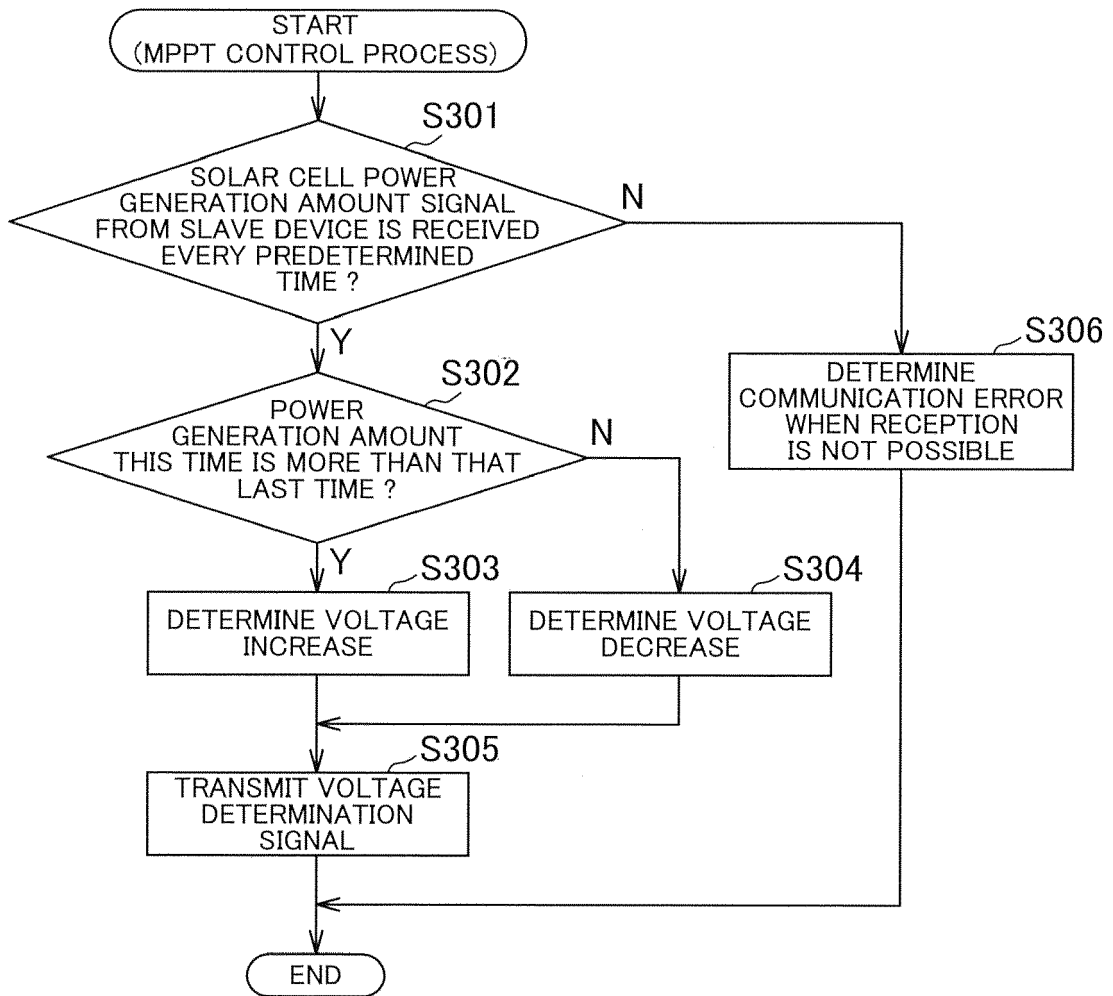 START
(MPPT CONTROL PROCESS)
S301
SOLAR CELL POWER
GENERATION AMOUNT SIGNAL
FROM SLAVE DEVICE IS RECEIVED
EVERY PREDETERMINED
TIME ?
N
Y
S306
DETERMINE
COMMUNICATION ERROR
WHEN RECEPTION
IS NOT POSSIBLE
S302
POWER
GENERATION AMOUNT
THIS TIME IS MORE THAN THAT
LAST TIME ?
N
Y
S303
DETERMINE VOLTAGE
INCREASE
S304
DETERMINE VOLTAGE
DECREASE
S305
TRANSMIT VOLTAGE
DETERMINATION
SIGNAL
END